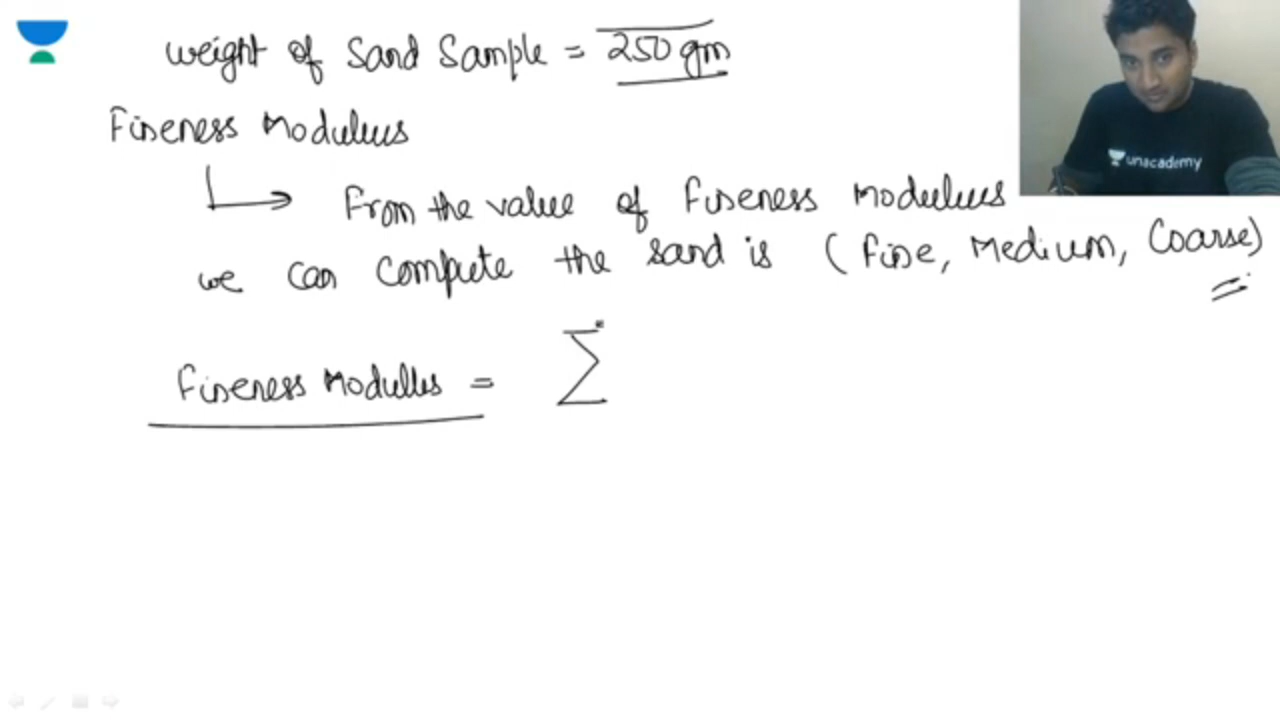 weight of Sand Sample = 250 gm
Fineness Modulus
From the value of Fineness Modulus
we can compute the sand is (Fine, Medium, Coarse)
Fineness Modulus = Σ
unacademy